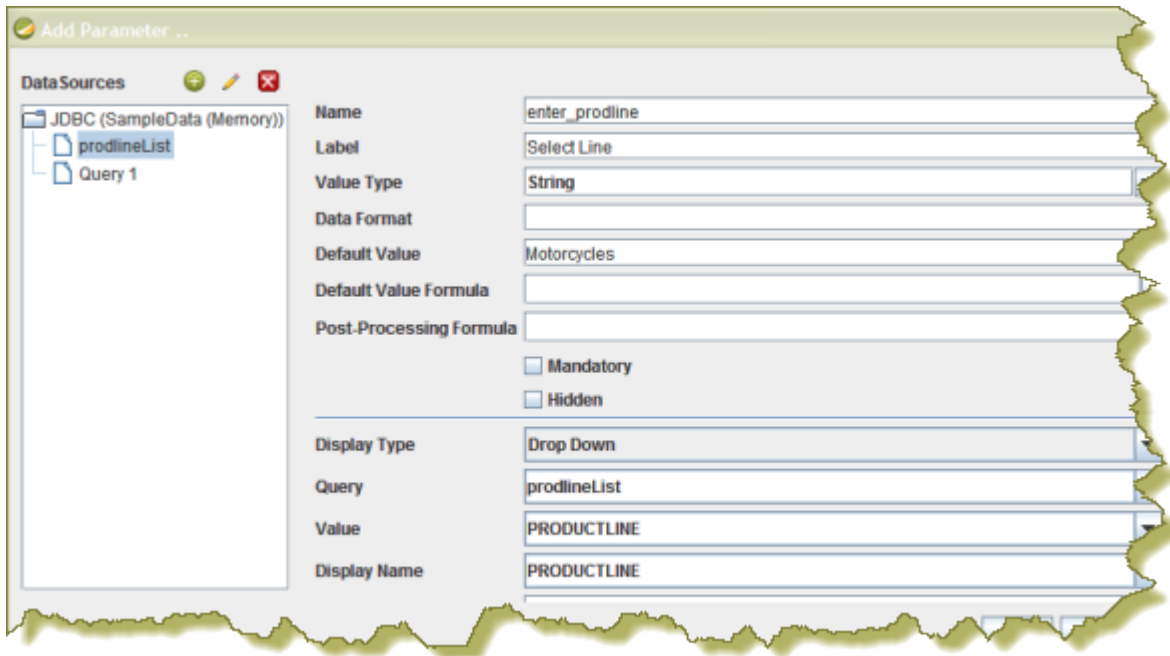 Add Parameter ..
DataSources
JDBC (SampleData (Memory))
prodlineList
Query 1
Name enter_prodline
Label Select Line
Value Type String
Data Format
Default Value Motorcycles
Default Value Formula
Post-Processing Formula
Mandatory
Hidden
Display Type Drop Down
Query prodlineList
Value PRODUCTLINE
Display Name PRODUCTLINE